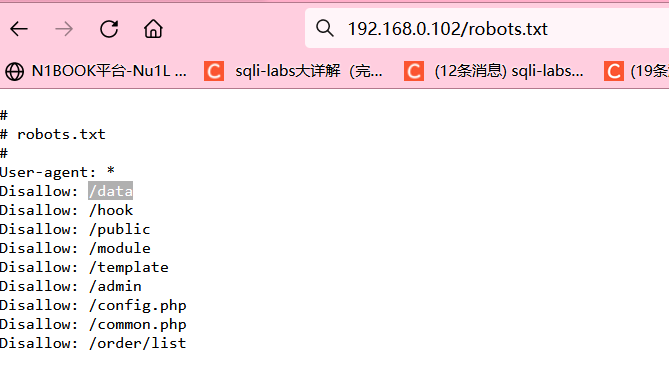 192.168.0.102/robots.txt
N1BOOK平台-Nu1L ...
sqli-labs大详解（完...
(12条消息) sqli-labs...
(19条
#
# robots.txt
#
User-agent: *
Disallow: /data
Disallow: /hook
Disallow: /public
Disallow: /module
Disallow: /template
Disallow: /admin
Disallow: /config.php
Disallow: /common.php
Disallow: /order/list